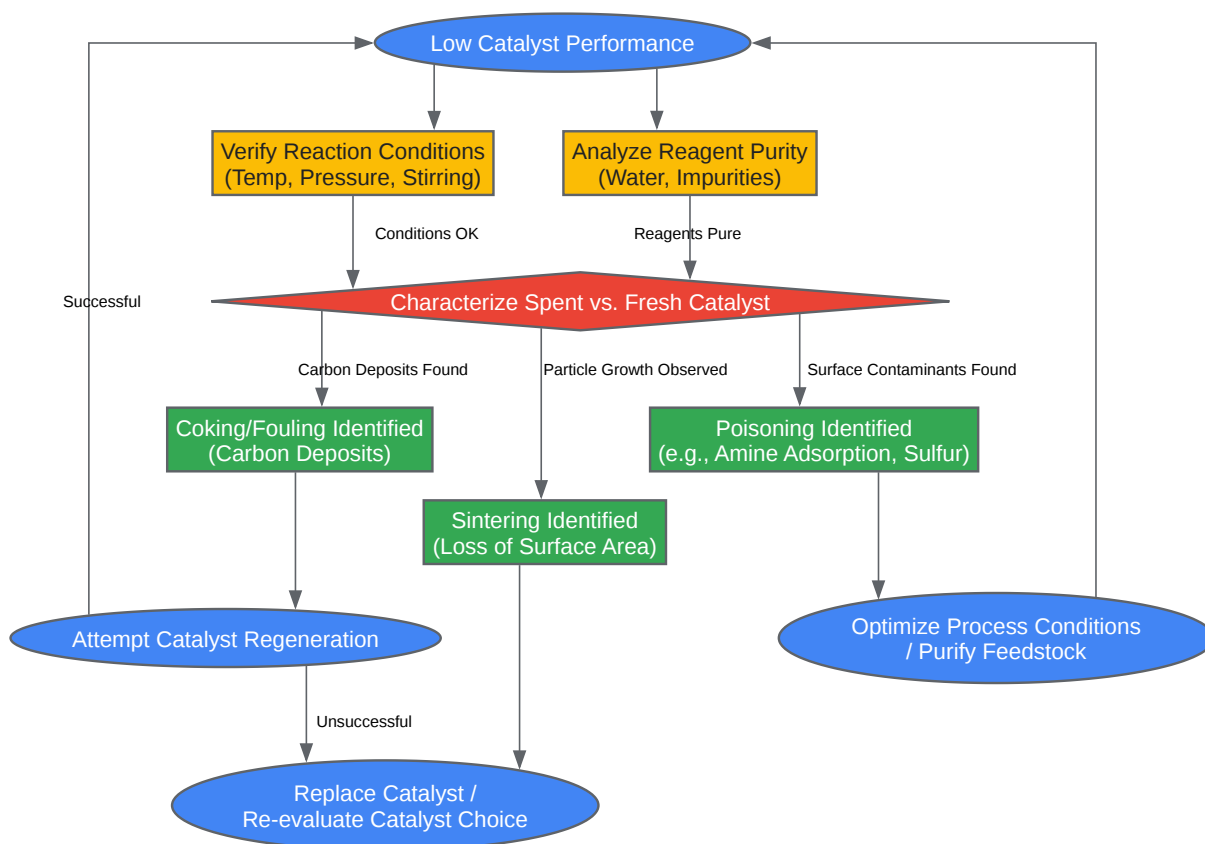 Low Catalyst Performance
Verify Reaction Conditions
(Temp, Pressure, Stirring)
Analyze Reagent Purity
(Water, Impurities)
Conditions OK
Reagents Pure
Successful
Characterize Spent vs. Fresh Catalyst
Carbon Deposits Found
Particle Growth Observed
Surface Contaminants Found
Coking/Fouling Identified
(Carbon Deposits)
Poisoning Identified
(e.g., Amine Adsorption, Sulfur)
Sintering Identified
(Loss of Surface Area)
Attempt Catalyst Regeneration
Optimize Process Conditions
/ Purify Feedstock
Unsuccessful
Replace Catalyst /
Re-evaluate Catalyst Choice